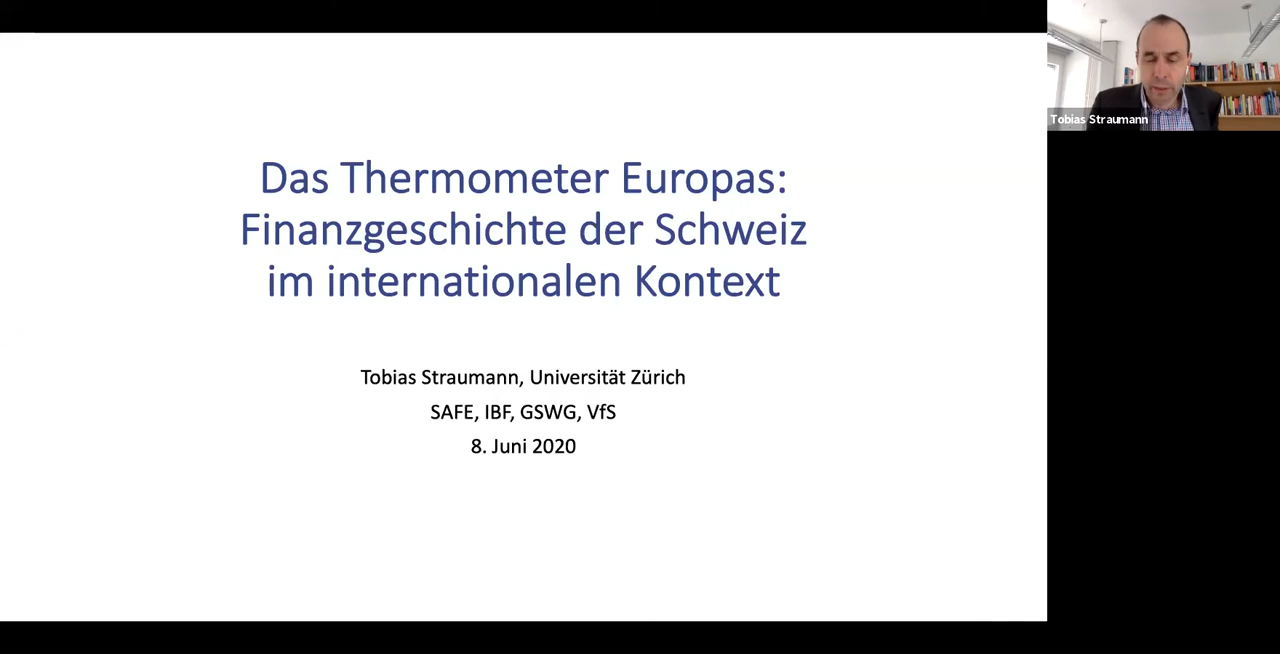 Das Thermometer Europas:
Finanzgeschichte der Schweiz
im internationalen Kontext
Tobias Straumann, Universität Zürich
SAFE, IBF, GSWG, VfS
8. Juni 2020
Tobias Straumann